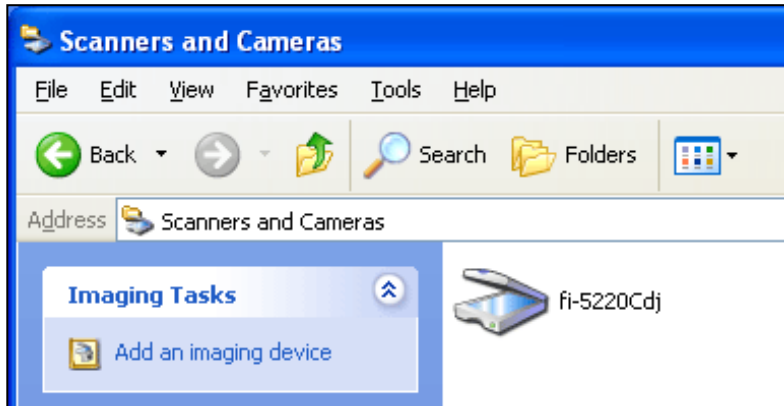 Scanners and Cameras
File Edit View Favorites Tools Help
Back Search Folders
Address Scanners and Cameras
Imaging Tasks
fi-5220Cdj
Add an imaging device